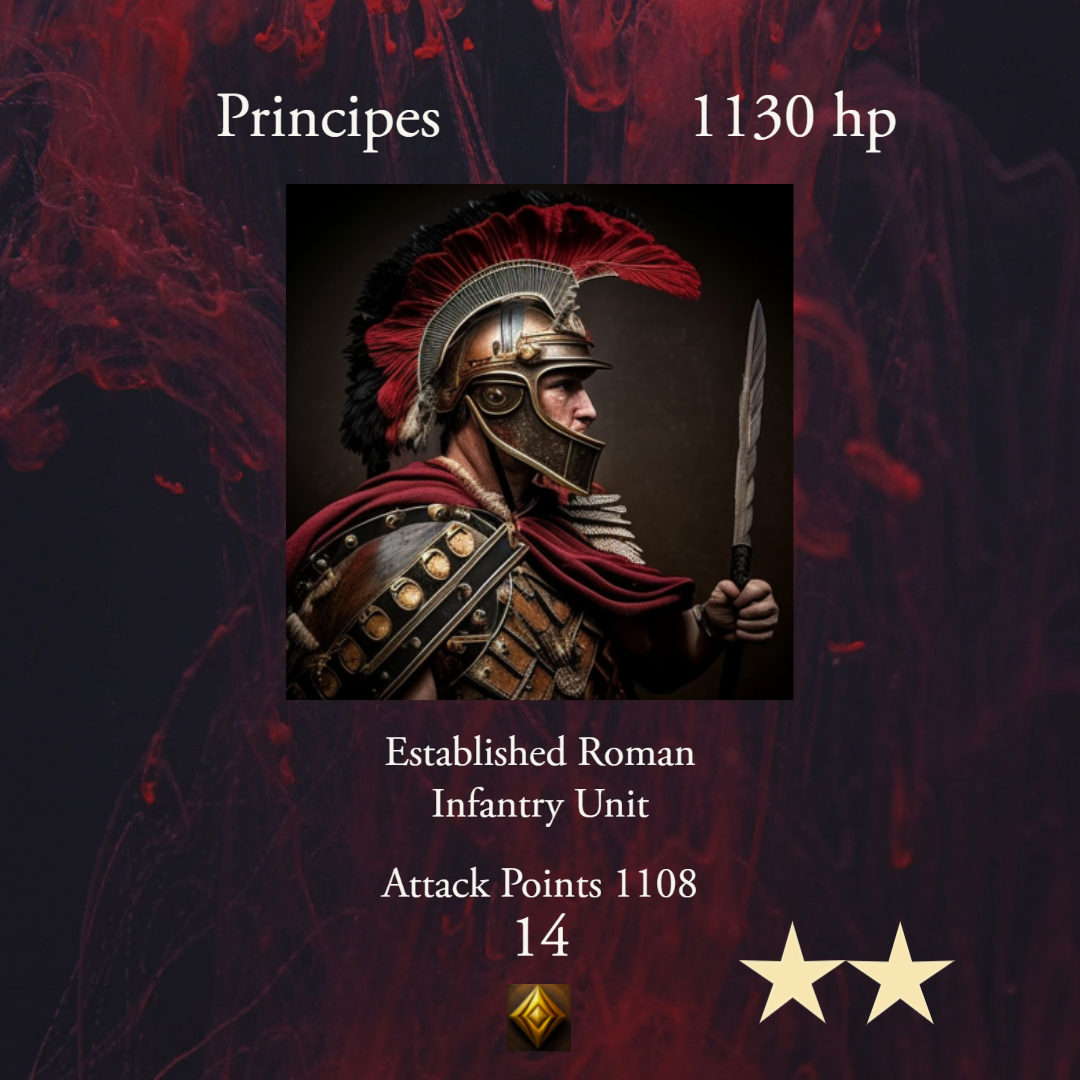 Principes
1130 hp
Established Roman
Infantry Unit
Attack Points 1108
14